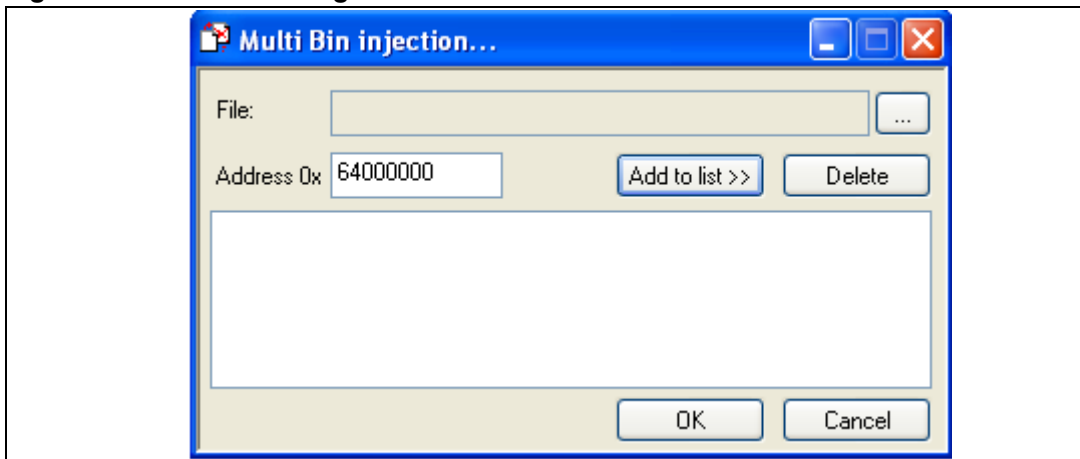 Multi Bin injection...
File:
...
Address 0x 64000000 Add to list >> Delete
OK Cancel